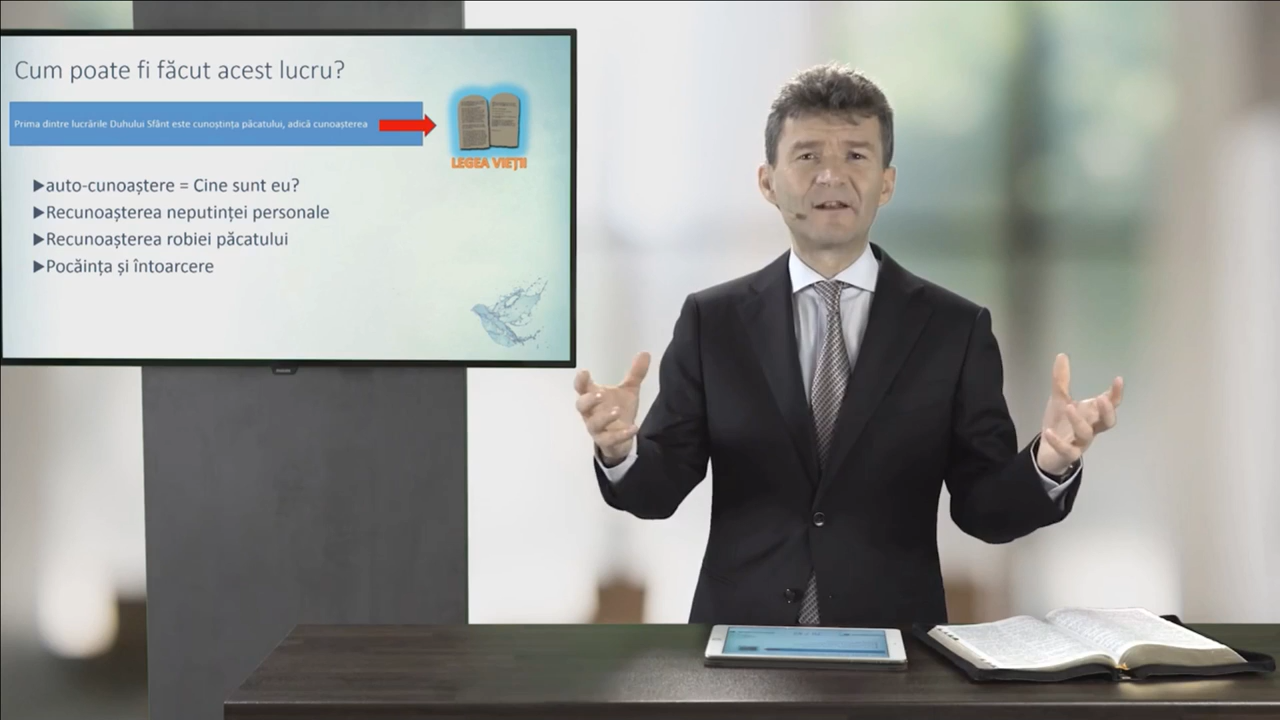 Cum poate fi făcut acest lucru?
Prima dintre lucrările Duhului Sfânt este cunoștința păcatului, adică cunoașterea
LEGEA VIEȚII
▶auto-cunoaștere = Cine sunt eu?
▶Recunoașterea neputinței personale
▶Recunoașterea robiei păcatului
▶Pocăința și întoarcere